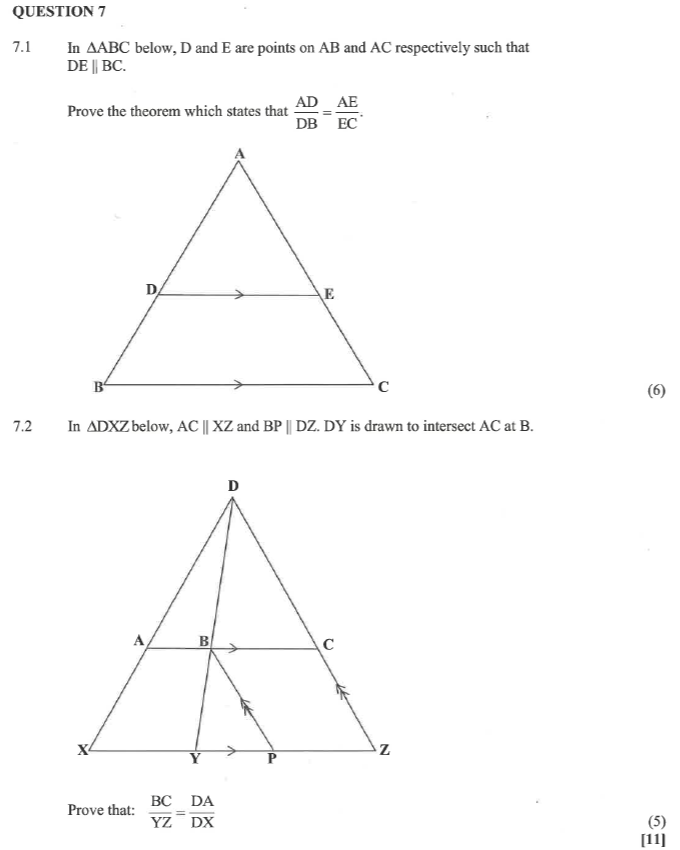 QUESTION 7
7.1 In ΔABC below, D and E are points on AB and AC respectively such that
DE || BC.
Prove the theorem which states that AD/DB = AE/EC.
A
D
E
B
C
(6)
7.2 In ΔDXZ below, AC || XZ and BP || DZ. DY is drawn to intersect AC at B.
D
A
B
C
X
Y
P
Z
Prove that: BC/YZ = DA/DX
(5)
[11]